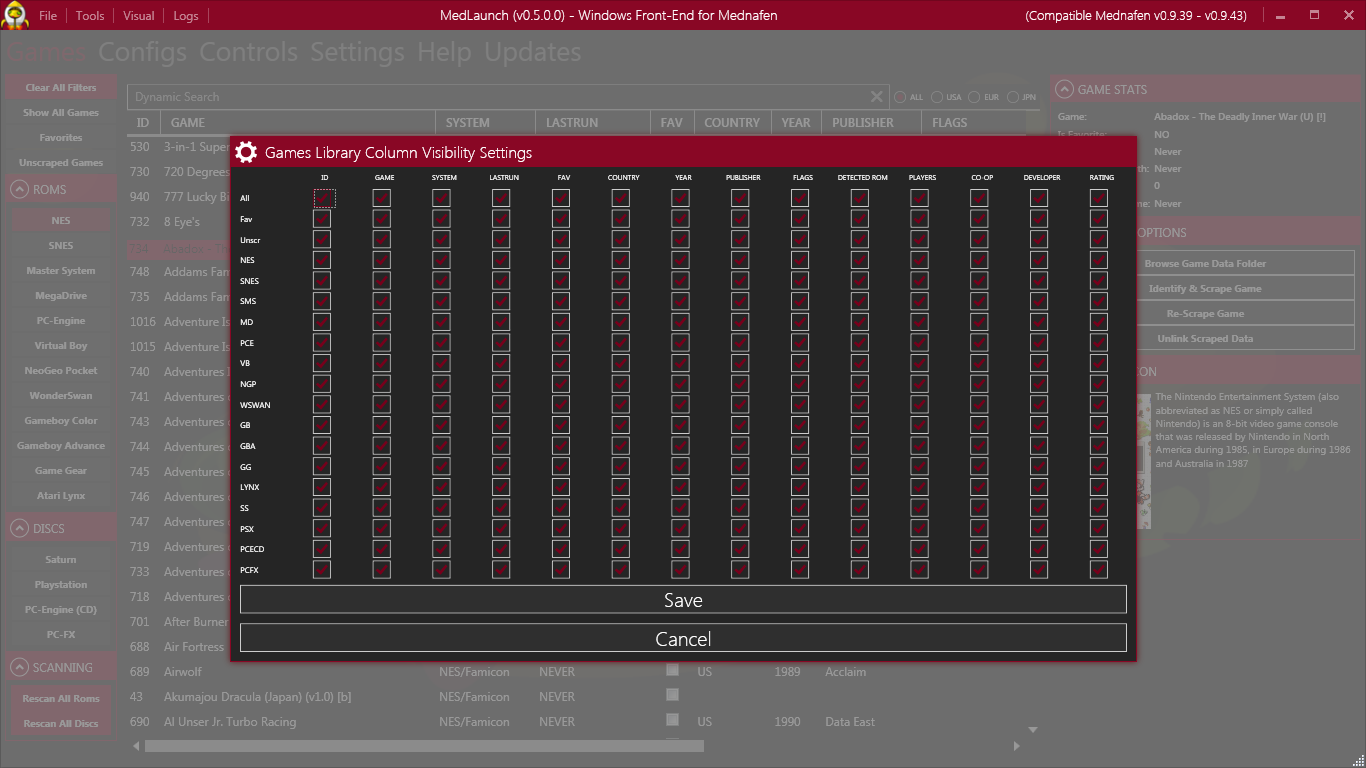 File Tools Visual Logs MedLaunch (v0.5.0.0) - Windows Front-End for Mednafen (Compatible Mednafen v0.9.39 - v0.9.43)
Games Configs Controls Settings Help Updates
Clear All Filters
Show All Games
Favorites
Unscraped Games
ROMS
NES
SNES
Master System
MegaDrive
PC-Engine
Virtual Boy
NeoGeo Pocket
WonderSwan
Gameboy Color
Gameboy Advance
Game Gear
Atari Lynx
DISCS
Saturn
Playstation
PC-Engine (CD)
PC-FX
SCANNING
Rescan All Roms
Rescan All Discs
Dynamic Search ALL USA EUR JPN
ID GAME SYSTEM LASTRUN FAV COUNTRY YEAR PUBLISHER FLAGS
530 3-in-1 Super
720 Degrees
940 777 Lucky Bi
732 8 Eye's
734 Abadox - The
748 Addams Fam
735 Addams Fam
1016 Adventure Is
1015 Adventure Is
740 Adventures
741 Adventures o
743 Adventures o
744 Adventures o
745 Adventures o
746 Adventures o
747 Adventures o
719 Adventures o
733 Adventures o
718 Adventures o
701 After Burner
688 Air Fortress
689 Airwolf NES/Famicon NEVER US 1989 Acclaim
43 Akumajou Dracula (Japan) (v1.0) [b]
690 Al Unser Jr. Turbo Racing NES/Famicon NEVER US 1990 Data East
Games Library Column Visibility Settings
ID GAME SYSTEM LASTRUN FAV COUNTRY YEAR PUBLISHER FLAGS DETECTED ROM PLAYERS CO-OP DEVELOPER RATING
All
Fav
Unscr
NES
SNES
SMS
MD
PCE
VB
NGP
WSWAN
GB
GBA
GG
LYNX
SS
PSX
PCECD
PCFX
Save
Cancel
GAME STATS
Game: Abadox - The Deadly Inner War (U) [!]
Is Favorite: NO
Never
th: Never
0
me: Never
OPTIONS
Browse Game Data Folder
Identify & Scrape Game
Re-Scrape Game
Unlink Scraped Data
CON
The Nintendo Entertainment System (also
abbreviated as NES or simply called
Nintendo) is an 8-bit video game console
that was released by Nintendo in North
America during 1985, in Europe during 1986
and Australia in 1987